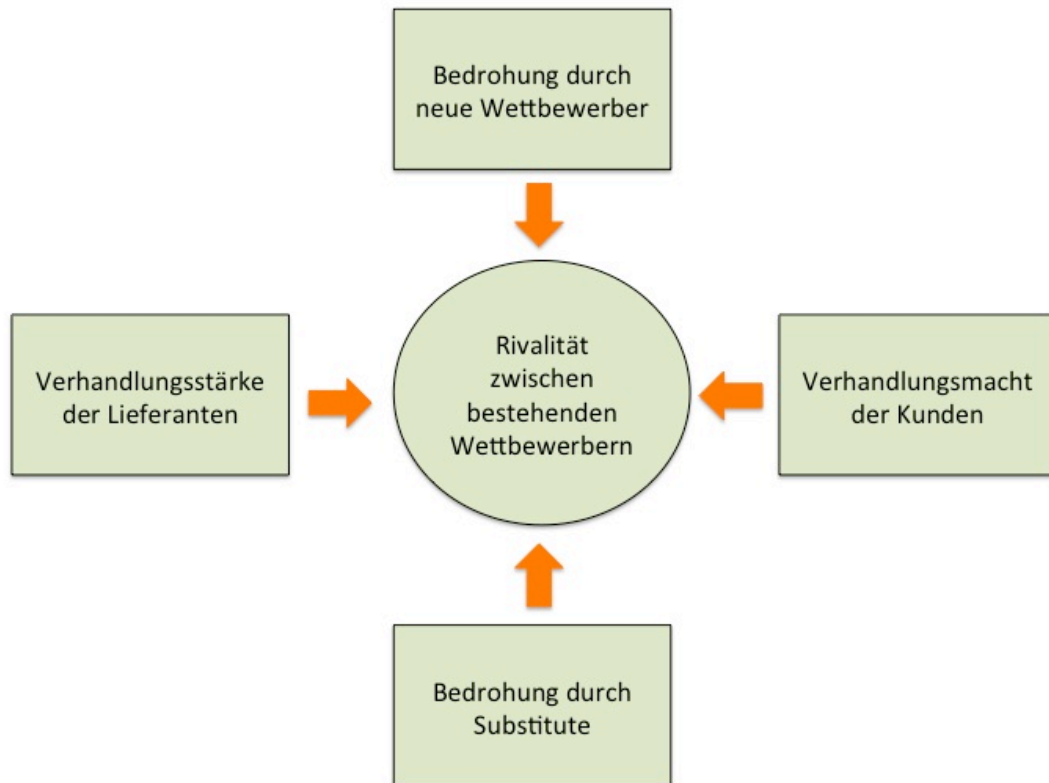 Bedrohung durch
neue Wettbewerber
Verhandlungsstärke
der Lieferanten
Rivalität
zwischen
bestehenden
Wettbewerbern
Verhandlungsmacht
der Kunden
Bedrohung durch
Substitute